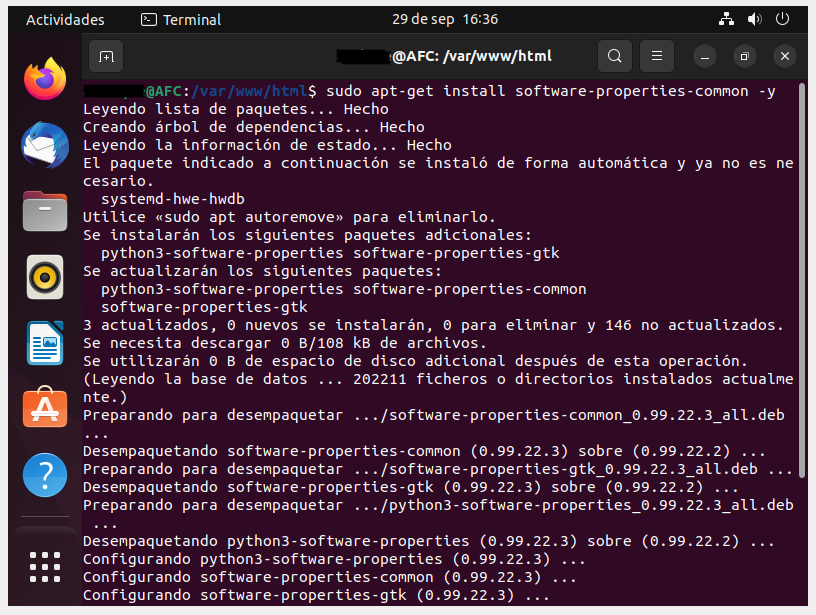 Actividades Terminal 29 de sep 16:36
@AFC: /var/www/html
@AFC:/var/www/html$ sudo apt-get install software-properties-common -y
Leyendo lista de paquetes... Hecho
Creando árbol de dependencias... Hecho
Leyendo la información de estado... Hecho
El paquete indicado a continuación se instaló de forma automática y ya no es ne
cesario.
systemd-hwe-hwdb
Utilice «sudo apt autoremove» para eliminarlo.
Se instalarán los siguientes paquetes adicionales:
python3-software-properties software-properties-gtk
Se actualizarán los siguientes paquetes:
python3-software-properties software-properties-common
software-properties-gtk
3 actualizados, 0 nuevos se instalarán, 0 para eliminar y 146 no actualizados.
Se necesita descargar 0 B/108 kB de archivos.
Se utilizarán 0 B de espacio de disco adicional después de esta operación.
(Leyendo la base de datos ... 202211 ficheros o directorios instalados actualme
nte.)
Preparando para desempaquetar .../software-properties-common_0.99.22.3_all.deb
...
Desempaquetando software-properties-common (0.99.22.3) sobre (0.99.22.2) ...
Preparando para desempaquetar .../software-properties-gtk_0.99.22.3_all.deb ...
Desempaquetando software-properties-gtk (0.99.22.3) sobre (0.99.22.2) ...
Preparando para desempaquetar .../python3-software-properties_0.99.22.3_all.deb
...
Desempaquetando python3-software-properties (0.99.22.3) sobre (0.99.22.2) ...
Configurando python3-software-properties (0.99.22.3) ...
Configurando software-properties-common (0.99.22.3) ...
Configurando software-properties-gtk (0.99.22.3) ...